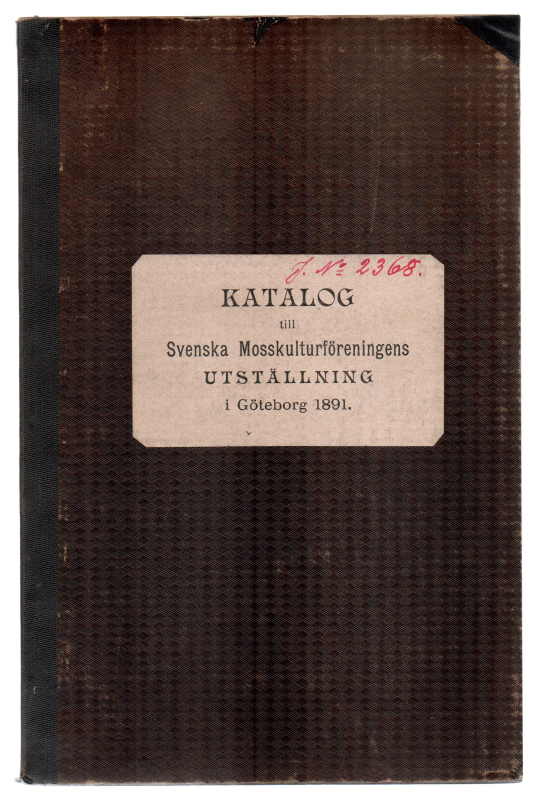 J. No 2368.
KATALOG
till
Svenska Mosskulturföreningens
UTSTÄLLNING
i Göteborg 1891.